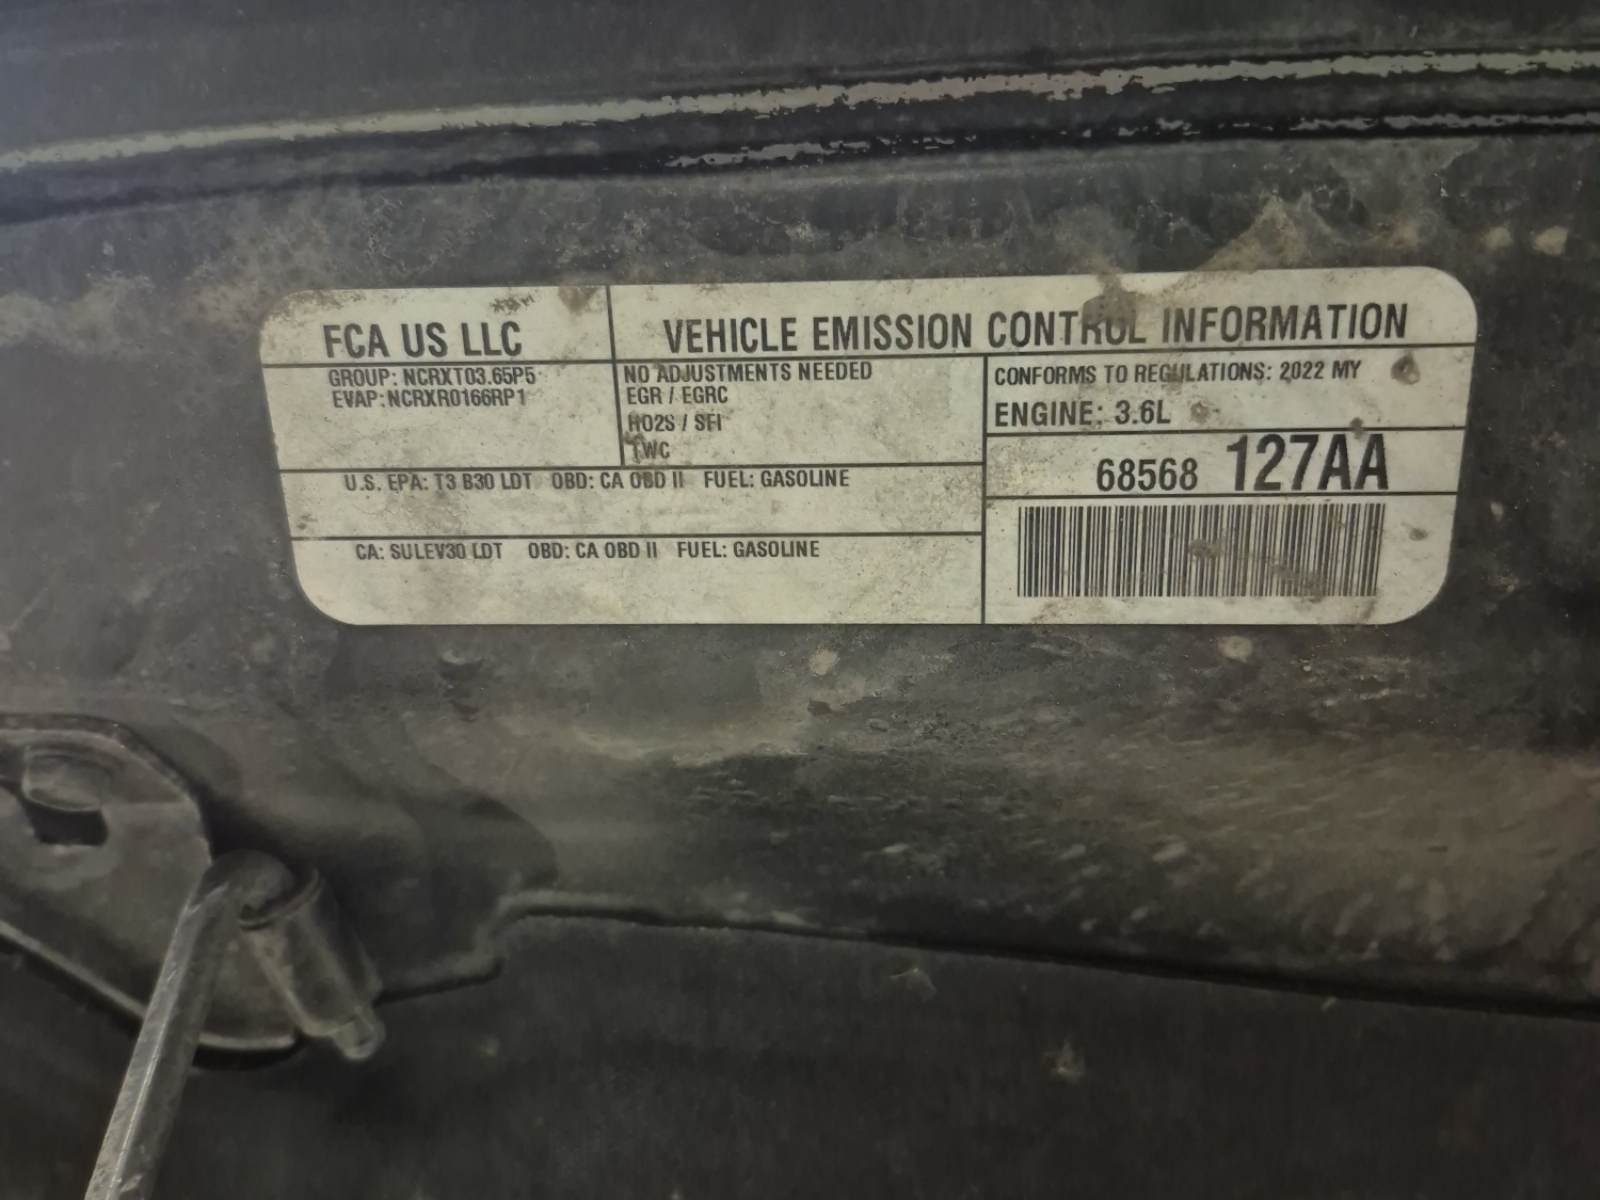 FCA US LLC
VEHICLE EMISSION CONTROL INFORMATION
GROUP: NCRXT03.65P5
EVAP: NCRXR0166RP1
NO ADJUSTMENTS NEEDED
EGR / EGRC
HO2S / SFI
TWC
CONFORMS TO REGULATIONS: 2022 MY
ENGINE: 3.6L
68568 127AA
U.S. EPA: T3 B30 LDT OBD: CA OBD II FUEL: GASOLINE
CA: SULEV30 LDT OBD: CA OBD II FUEL: GASOLINE